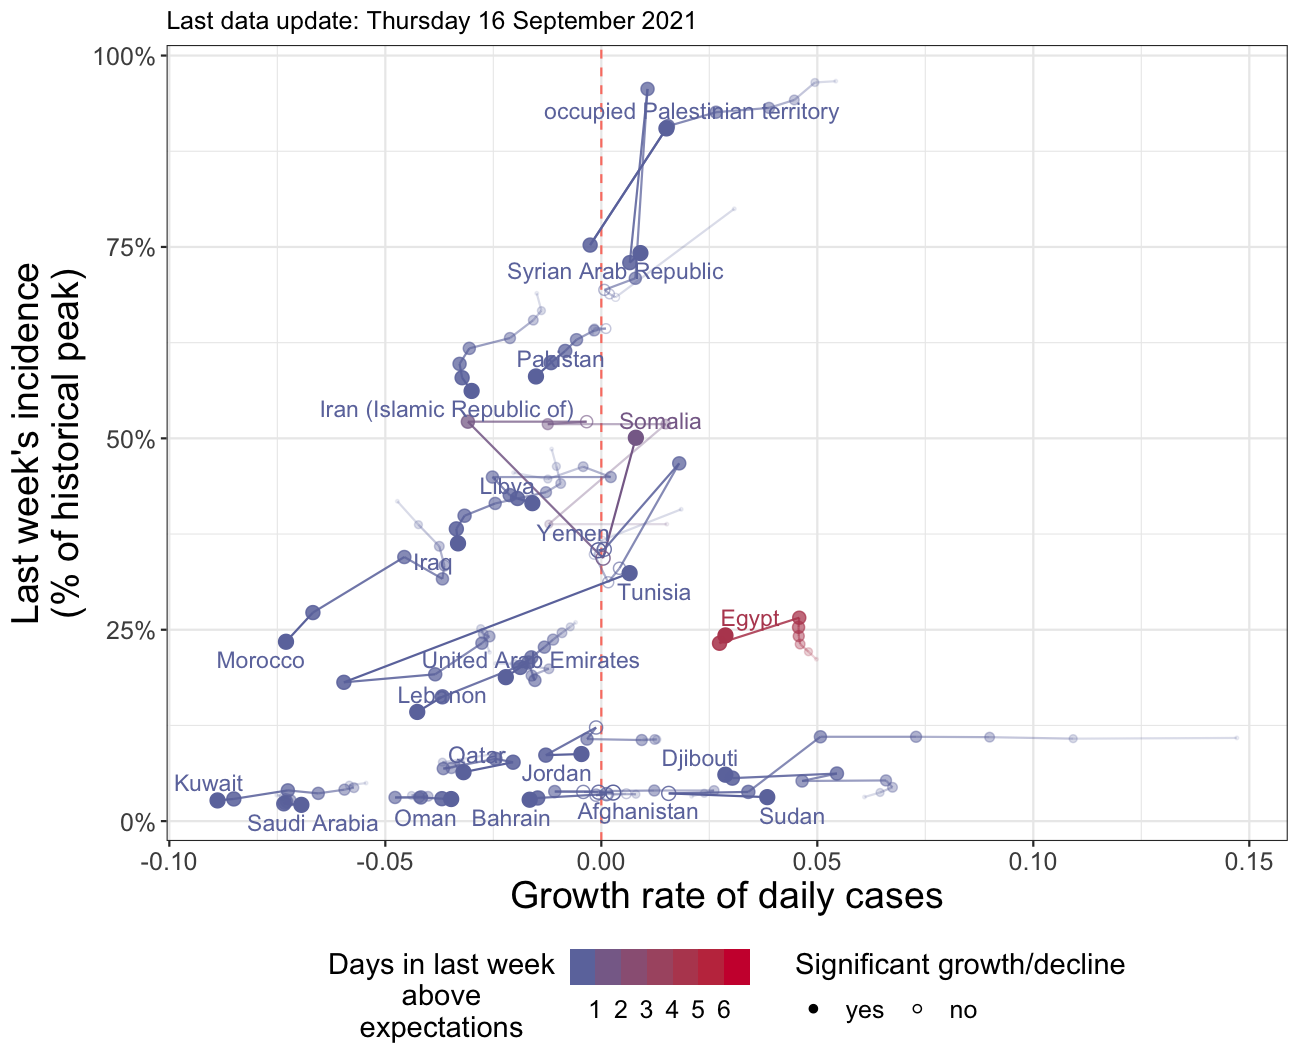 Last data update: Thursday 16 September 2021
100%
75%
50%
25%
0%
Last week's incidence
(% of historical peak)
occupied Palestinian territory
Syrian Arab Republic
Pakistan
Iran (Islamic Republic of)
Somalia
Libya
Yemen
Iraq
Tunisia
Egypt
Morocco
United Arab Emirates
Lebanon
Qatar
Jordan
Djibouti
Kuwait
Saudi Arabia
Oman
Bahrain
Afghanistan
Sudan
-0.10
-0.05
0.00
0.05
0.10
0.15
Growth rate of daily cases
Days in last week
above
expectations
1 2 3 4 5 6
Significant growth/decline
yes
no